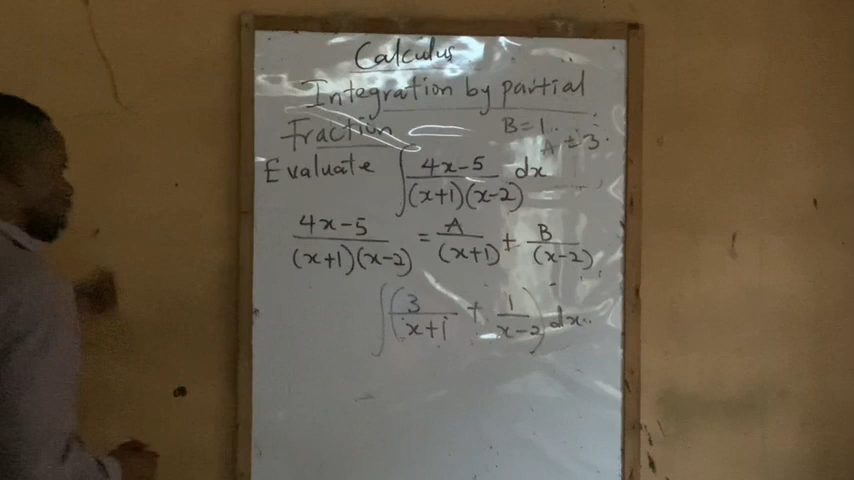 Calculus
Integration by partial
Fraction
B = 1.
A = 3.
Evaluate ∫ (4x-5)/((x+1)(x-2)) dx
(4x-5)/((x+1)(x-2)) = A/(x+1) + B/(x-2)
∫(3/(x+1) + 1/(x-2)) dx